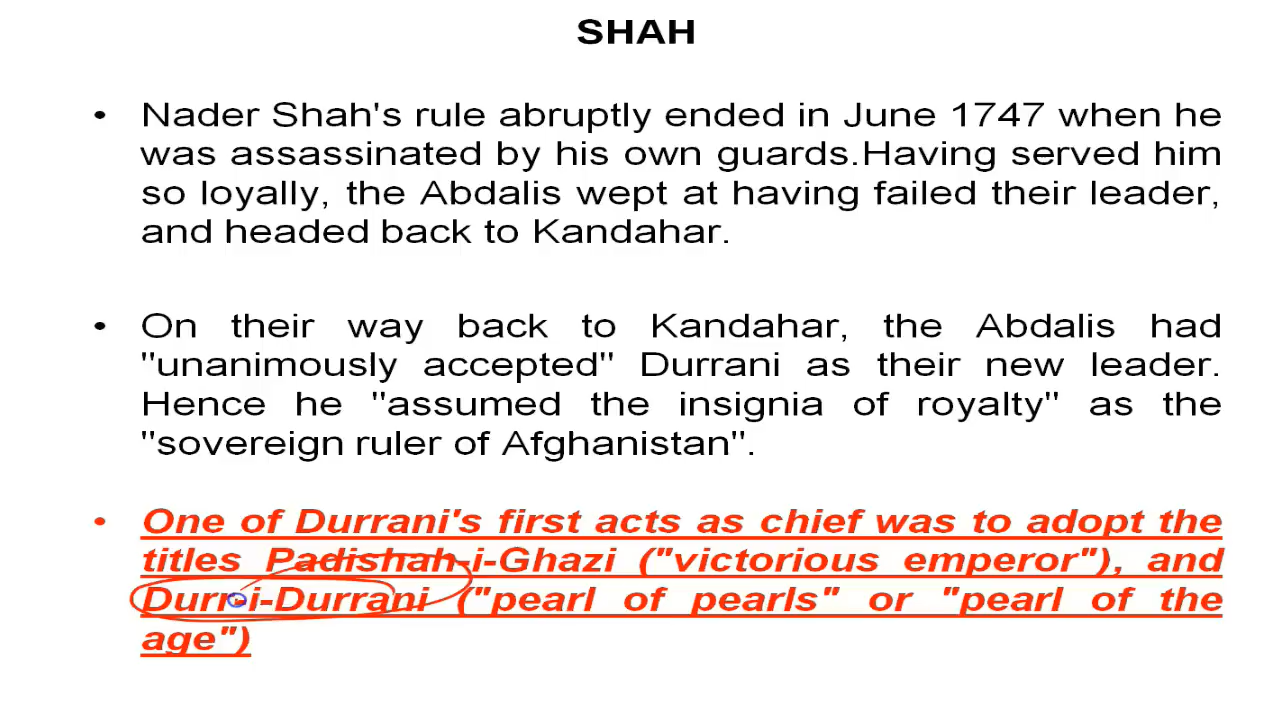 SHAH
• Nader Shah's rule abruptly ended in June 1747 when he
was assassinated by his own guards.Having served him
so loyally, the Abdalis wept at having failed their leader,
and headed back to Kandahar.
• On their way back to Kandahar, the Abdalis had
"unanimously accepted" Durrani as their new leader.
Hence he "assumed the insignia of royalty" as the
"sovereign ruler of Afghanistan".
• One of Durrani's first acts as chief was to adopt the
titles Padishah-i-Ghazi ("victorious emperor"), and
Durr-i-Durrani ("pearl of pearls" or "pearl of the
age")